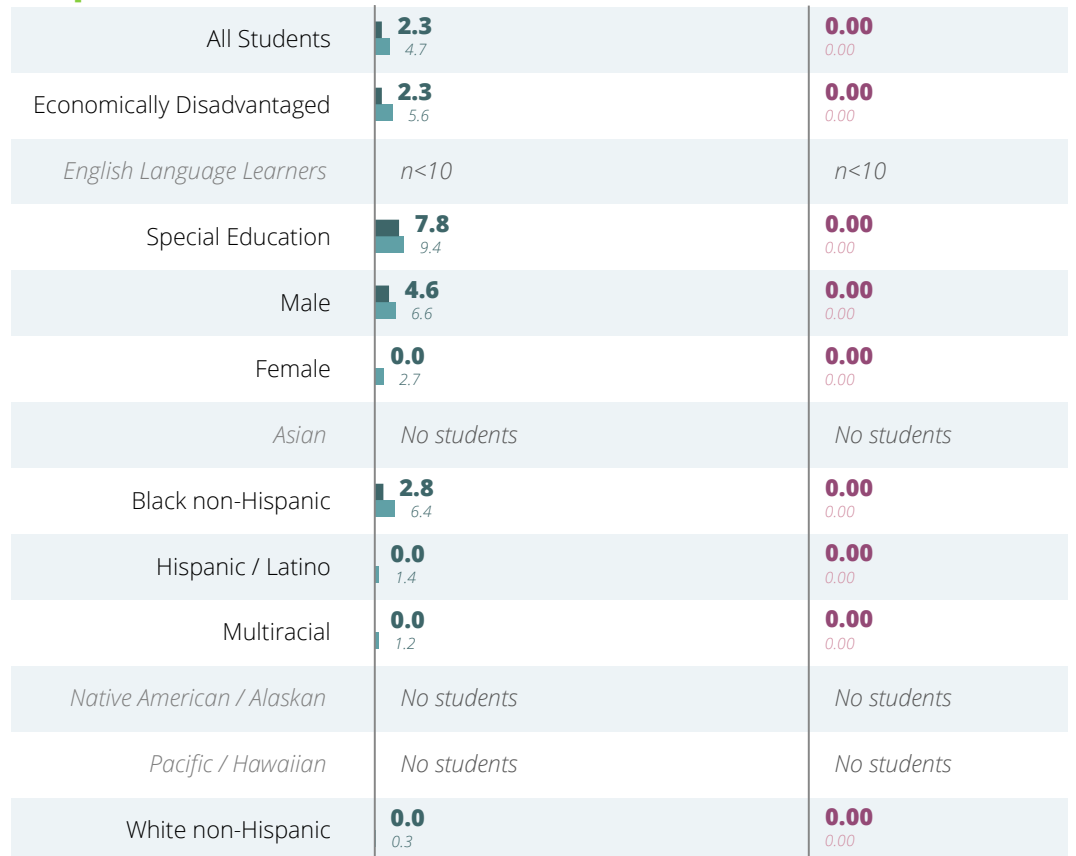 All Students 2.3 0.00
4.7 0.00
Economically Disadvantaged 2.3 0.00
5.6 0.00
English Language Learners n<10 n<10
Special Education 7.8 0.00
9.4 0.00
Male 4.6 0.00
6.6 0.00
Female 0.0 0.00
2.7 0.00
Asian No students No students
Black non-Hispanic 2.8 0.00
6.4 0.00
Hispanic / Latino 0.0 0.00
1.4 0.00
Multiracial 0.0 0.00
1.2 0.00
Native American / Alaskan No students No students
Pacific / Hawaiian No students No students
White non-Hispanic 0.0 0.00
0.3 0.00